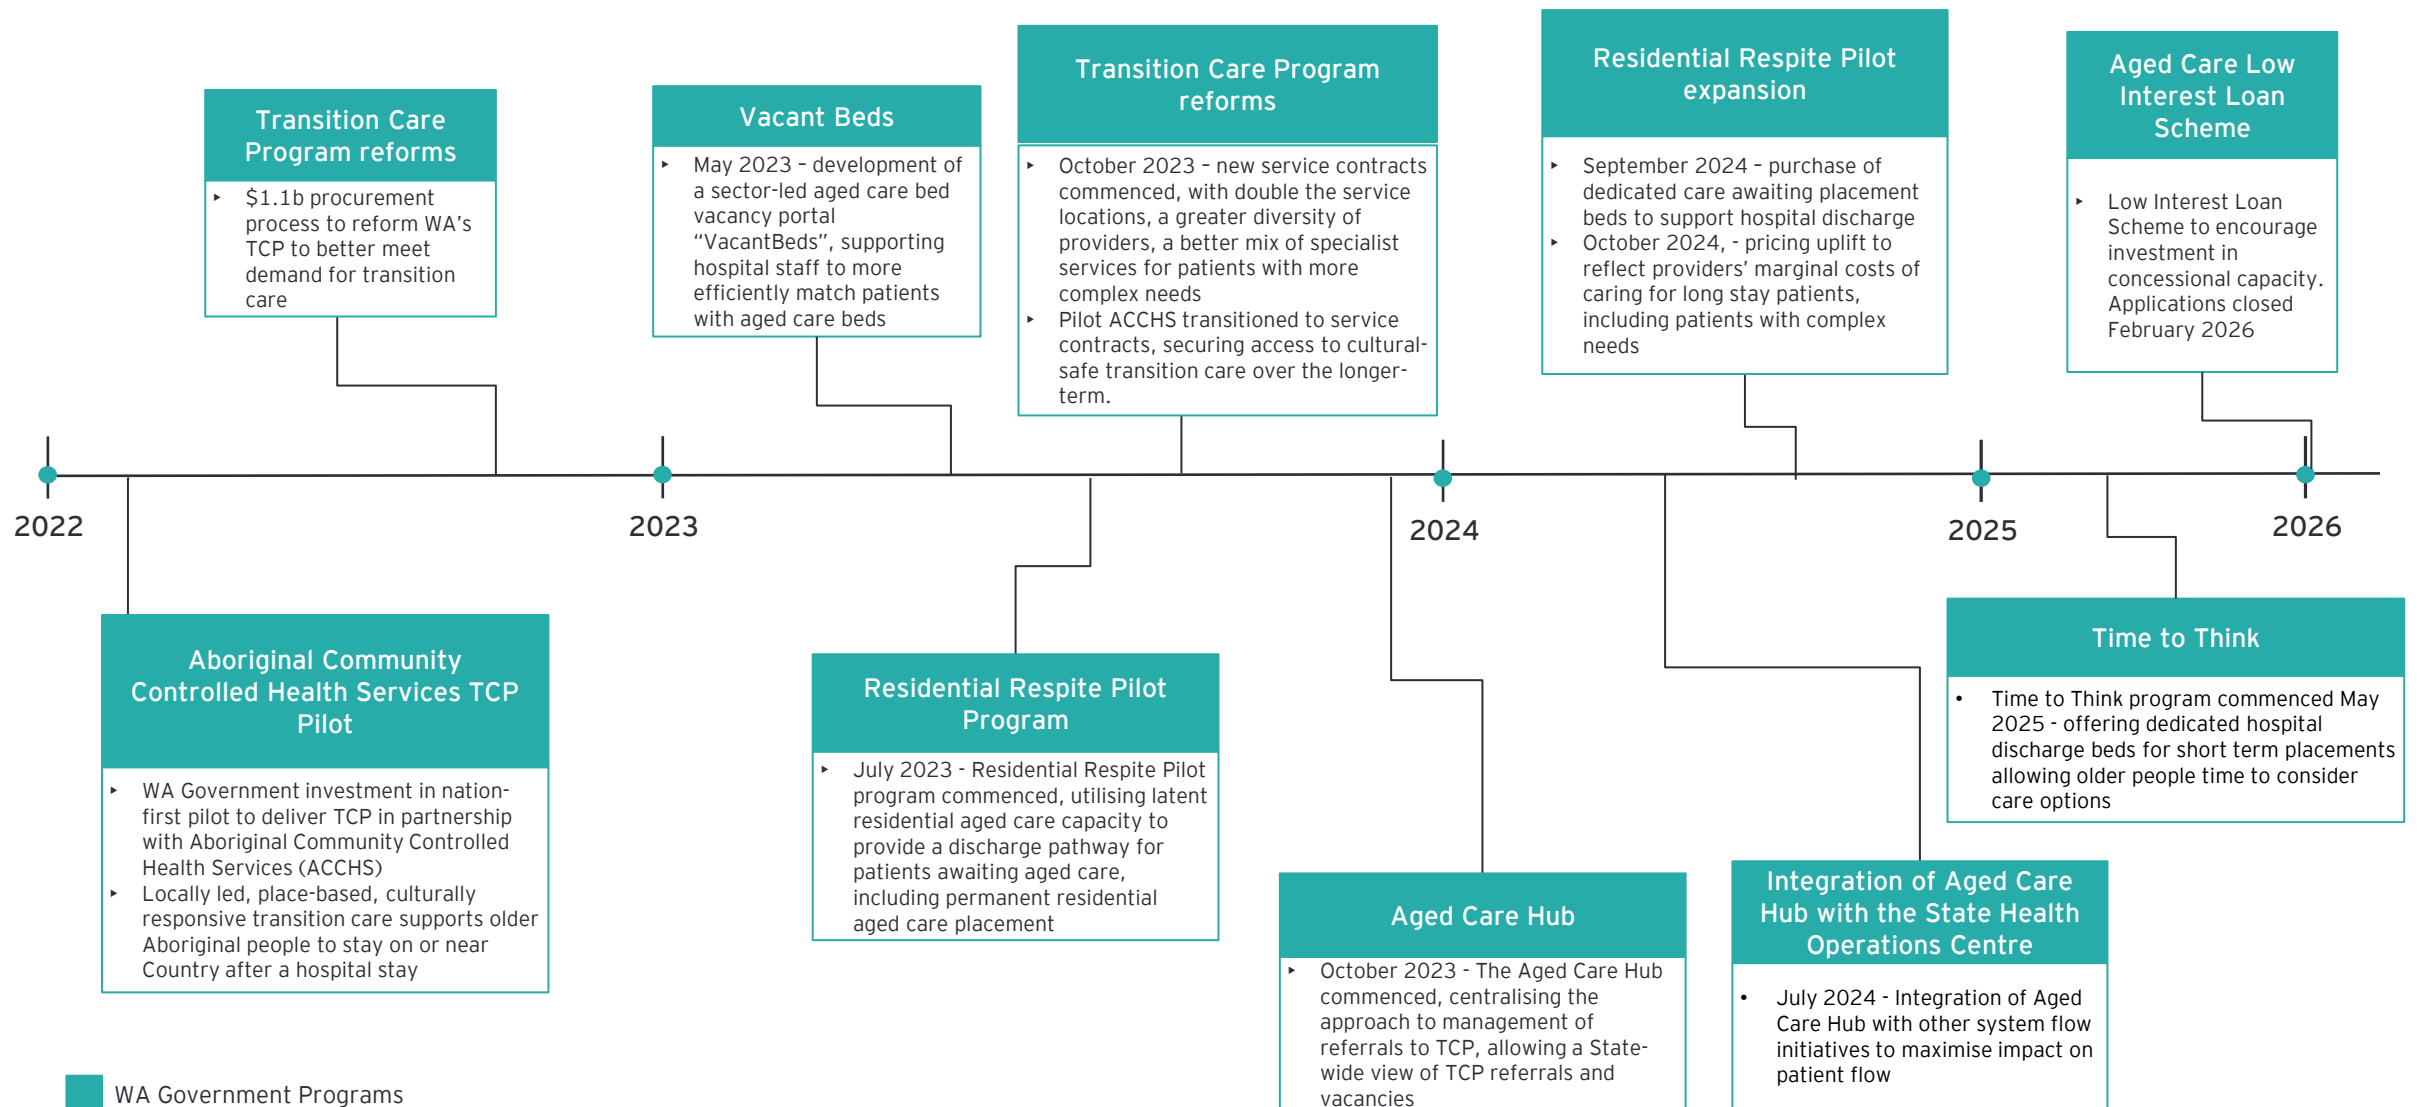 Transition Care
Program reforms
▸ $1.1b procurement
process to reform WA's
TCP to better meet
demand for transition
care
Vacant Beds
▸ May 2023 – development of
a sector-led aged care bed
vacancy portal
“VacantBeds”, supporting
hospital staff to more
efficiently match patients
with aged care beds
Transition Care Program
reforms
▸ October 2023 – new service contracts
commenced, with double the service
locations, a greater diversity of
providers, a better mix of specialist
services for patients with more
complex needs
▸ Pilot ACCHS transitioned to service
contracts, securing access to cultural-
safe transition care over the longer-
term.
Residential Respite Pilot
expansion
▸ September 2024 – purchase of
dedicated care awaiting placement
beds to support hospital discharge
▸ October 2024, - pricing uplift to
reflect providers’ marginal costs of
caring for long stay patients,
including patients with complex
needs
Aged Care Low
Interest Loan
Scheme
▸ Low Interest Loan
Scheme to encourage
investment in
concessional capacity.
Applications closed
February 2026
2022
2023
2024
2025
2026
Aboriginal Community
Controlled Health Services TCP
Pilot
▸ WA Government investment in nation-
first pilot to deliver TCP in partnership
with Aboriginal Community Controlled
Health Services (ACCHS)
▸ Locally led, place-based, culturally
responsive transition care supports older
Aboriginal people to stay on or near
Country after a hospital stay
Residential Respite Pilot
Program
▸ July 2023 - Residential Respite Pilot
program commenced, utilising latent
residential aged care capacity to
provide a discharge pathway for
patients awaiting aged care,
including permanent residential
aged care placement
Aged Care Hub
▸ October 2023 - The Aged Care Hub
commenced, centralising the
approach to management of
referrals to TCP, allowing a State-
wide view of TCP referrals and
vacancies
Integration of Aged Care
Hub with the State Health
Operations Centre
• July 2024 - Integration of Aged
Care Hub with other system flow
initiatives to maximise impact on
patient flow
Time to Think
• Time to Think program commenced May
2025 - offering dedicated hospital
discharge beds for short term placements
allowing older people time to consider
care options
WA Government Programs